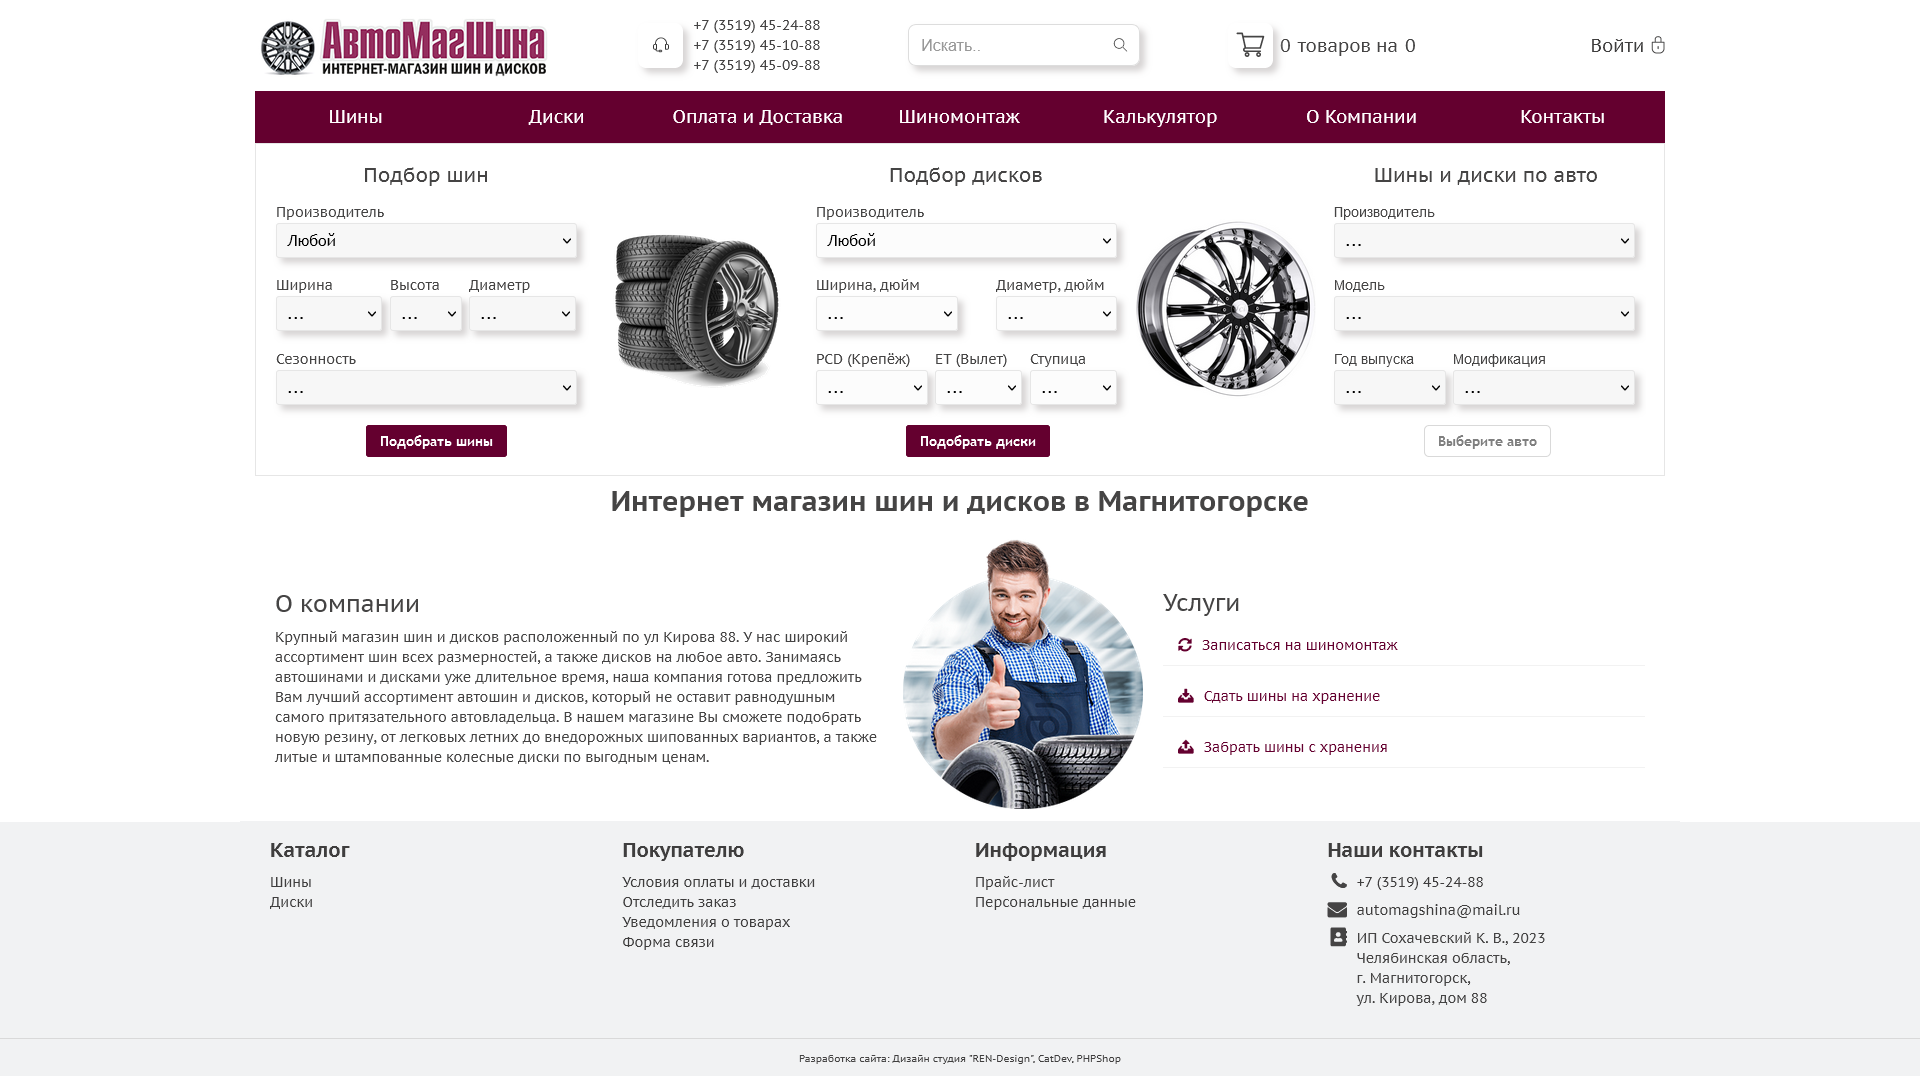 АвтоМагШина
ИНТЕРНЕТ-МАГАЗИН ШИН И ДИСКОВ
+7 (3519) 45-24-88
+7 (3519) 45-10-88
+7 (3519) 45-09-88
Искать..
0 товаров на 0
Войти
Шины Диски Оплата и Доставка Шиномонтаж Калькулятор О Компании Контакты
Подбор шин
Производитель
Любой
Ширина Высота Диаметр
... ... ...
Сезонность
...
Подобрать шины
Подбор дисков
Производитель
Любой
Ширина, дюйм Диаметр, дюйм
... ...
PCD (Крепёж) ET (Вылет) Ступица
... ... ...
Подобрать диски
Шины и диски по авто
Производитель
...
Модель
...
Год выпуска Модификация
... ...
Выберите авто
Интернет магазин шин и дисков в Магнитогорске
О компании
Крупный магазин шин и дисков расположенный по ул Кирова 88. У нас широкий
ассортимент шин всех размерностей, а также дисков на любое авто. Занимаясь
автошинами и дисками уже длительное время, наша компания готова предложить
Вам лучший ассортимент автошин и дисков, который не оставит равнодушным
самого притязательного автовладельца. В нашем магазине Вы сможете подобрать
новую резину, от легковых летних до внедорожных шипованных вариантов, а также
литые и штампованные колесные диски по выгодным ценам.
Услуги
Записаться на шиномонтаж
Сдать шины на хранение
Забрать шины с хранения
Каталог
Шины
Диски
Покупателю
Условия оплаты и доставки
Отследить заказ
Уведомления о товарах
Форма связи
Информация
Прайс-лист
Персональные данные
Наши контакты
+7 (3519) 45-24-88
automagshina@mail.ru
ИП Сохачевский К. В., 2023
Челябинская область,
г. Магнитогорск,
ул. Кирова, дом 88
Разработка сайта: Дизайн студия "REN-Design", CatDev, PHPShop